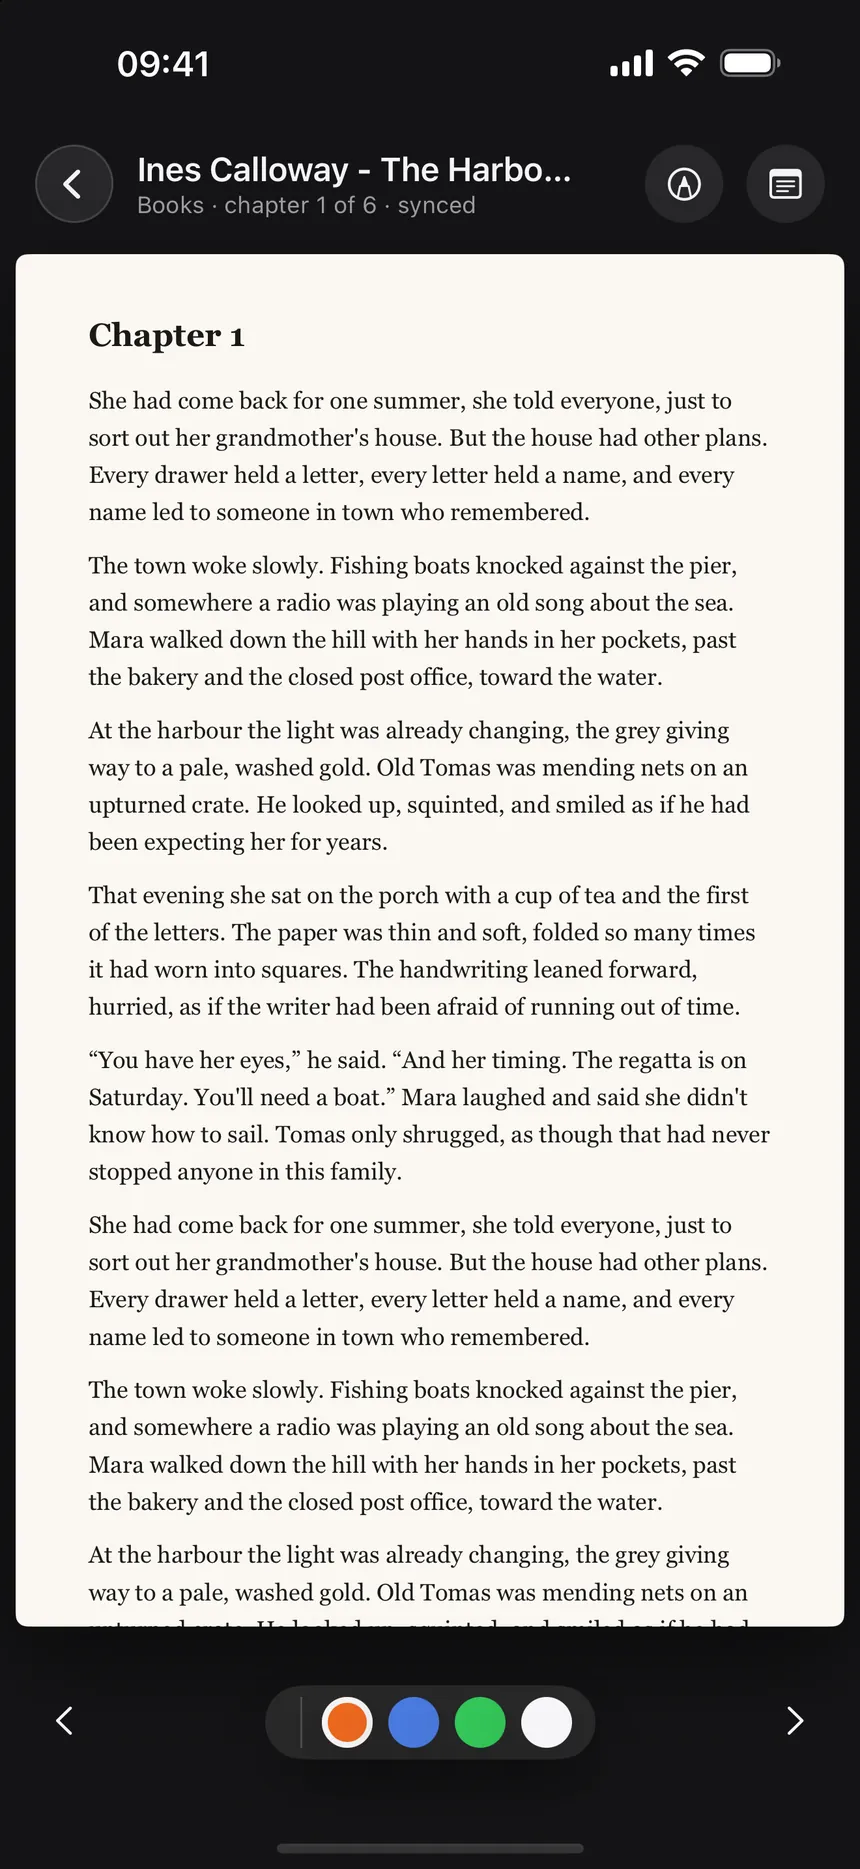 09:41
Ines Calloway - The Harbo...
Books · chapter 1 of 6 · synced
Chapter 1
She had come back for one summer, she told everyone, just to
sort out her grandmother's house. But the house had other plans.
Every drawer held a letter, every letter held a name, and every
name led to someone in town who remembered.
The town woke slowly. Fishing boats knocked against the pier,
and somewhere a radio was playing an old song about the sea.
Mara walked down the hill with her hands in her pockets, past
the bakery and the closed post office, toward the water.
At the harbour the light was already changing, the grey giving
way to a pale, washed gold. Old Tomas was mending nets on an
upturned crate. He looked up, squinted, and smiled as if he had
been expecting her for years.
That evening she sat on the porch with a cup of tea and the first
of the letters. The paper was thin and soft, folded so many times
it had worn into squares. The handwriting leaned forward,
hurried, as if the writer had been afraid of running out of time.
“You have her eyes,” he said. “And her timing. The regatta is on
Saturday. You'll need a boat.” Mara laughed and said she didn't
know how to sail. Tomas only shrugged, as though that had never
stopped anyone in this family.
She had come back for one summer, she told everyone, just to
sort out her grandmother's house. But the house had other plans.
Every drawer held a letter, every letter held a name, and every
name led to someone in town who remembered.
The town woke slowly. Fishing boats knocked against the pier,
and somewhere a radio was playing an old song about the sea.
Mara walked down the hill with her hands in her pockets, past
the bakery and the closed post office, toward the water.
At the harbour the light was already changing, the grey giving
way to a pale, washed gold. Old Tomas was mending nets on an
upturned crate. He looked up, squinted, and smiled as if he had